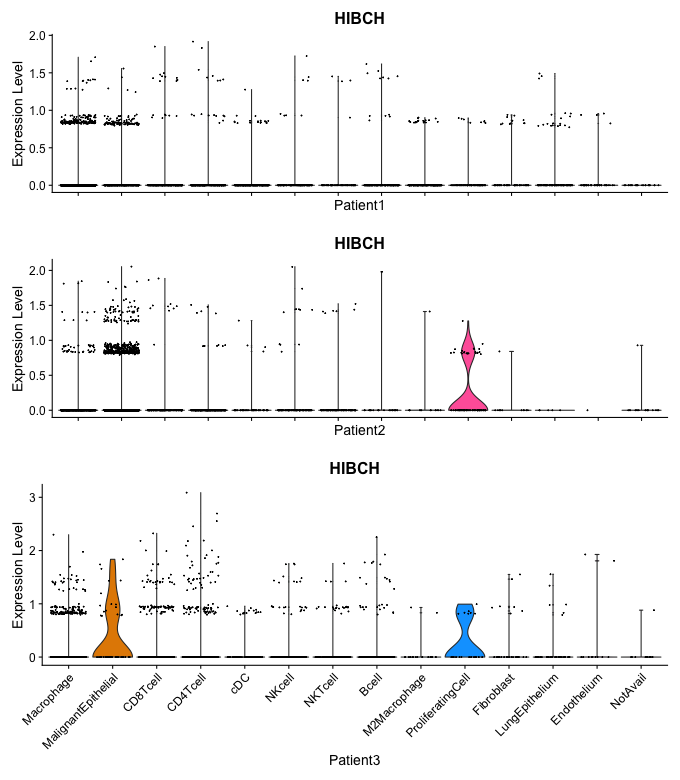 HIBCH
Expression Level
2.0
1.5
1.0
0.5
0.0
Patient1
HIBCH
Expression Level
2.0
1.5
1.0
0.5
0.0
Patient2
HIBCH
Expression Level
3
2
1
0
Macrophage
MalignantEpithelial
CD8Tcell
CD4Tcell
cDC
NKcell
NKTcell
Bcell
M2Macrophage
ProliferatingCell
Fibroblast
LungEpithelium
Endothelium
NotAvail
Patient3